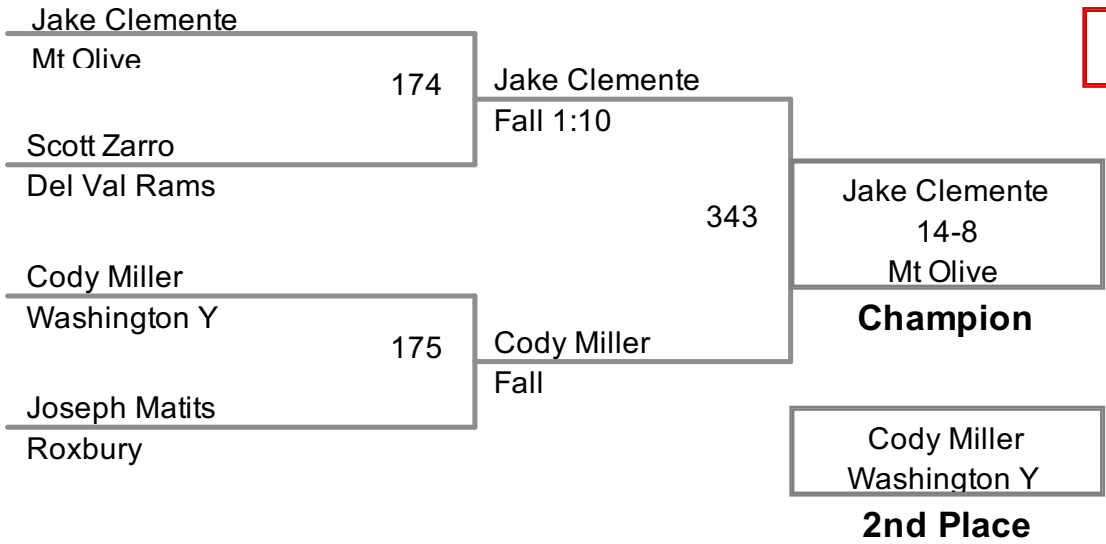 Jake Clemente
Mt Olive
174
Scott Zarro
Del Val Rams
Jake Clemente
Fall 1:10
Cody Miller
Washington Y
175
Joseph Matits
Roxbury
Cody Miller
Fall
343
Jake Clemente
14-8
Mt Olive
Champion
Cody Miller
Washington Y
2nd Place